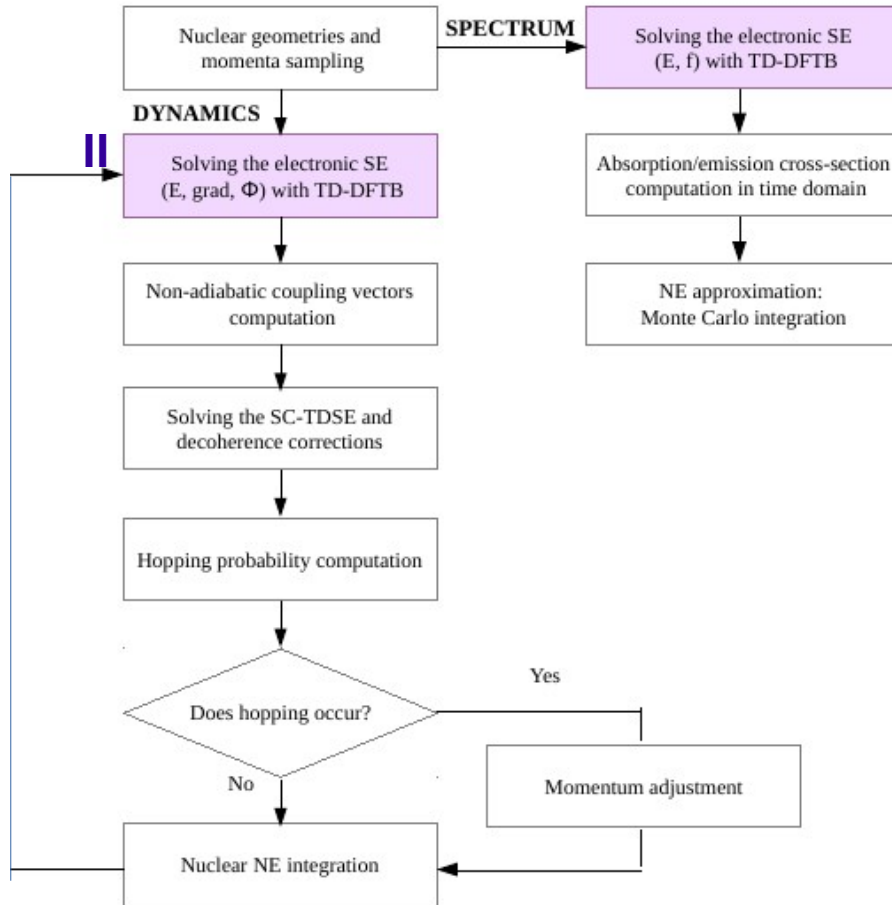 Nuclear geometries and
momenta sampling
SPECTRUM
Solving the electronic SE
(E, f) with TD-DFTB
DYNAMICS
II
Solving the electronic SE
(E, grad, Φ) with TD-DFTB
Absorption/emission cross-section
computation in time domain
Non-adiabatic coupling vectors
computation
NE approximation:
Monte Carlo integration
Solving the SC-TDSE and
decoherence corrections
Hopping probability computation
Does hopping occur?
Yes
No
Momentum adjustment
Nuclear NE integration